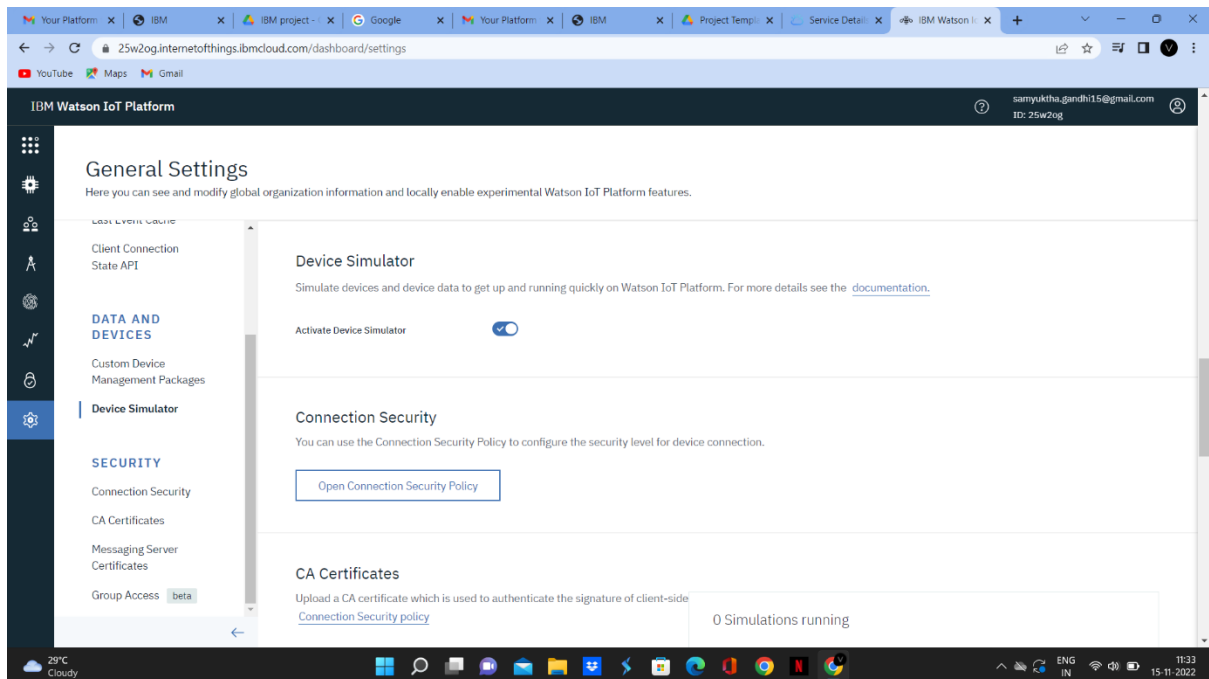 Your Platform
IBM
IBM project -
Google
Your Platform
IBM
Project Templ
Service Details
IBM Watson Io
25w2og.internetofthings.ibmcloud.com/dashboard/settings
V
YouTube
Maps
Gmail
IBM Watson IoT Platform
samyuktha.gandhi15@gmail.com
ID: 25w2og
General Settings
Here you can see and modify global organization information and locally enable experimental Watson IoT Platform features.
Last Event Cache
Client Connection
State API
DATA AND
DEVICES
Custom Device
Management Packages
Device Simulator
SECURITY
Connection Security
CA Certificates
Messaging Server
Certificates
Group Access beta
Device Simulator
Simulate devices and device data to get up and running quickly on Watson IoT Platform. For more details see the documentation.
Activate Device Simulator
Connection Security
You can use the Connection Security Policy to configure the security level for device connection.
Open Connection Security Policy
CA Certificates
Upload a CA certificate which is used to authenticate the signature of client-side
Connection Security policy
0 Simulations running
29°C
Cloudy
ENG
IN
11:33
15-11-2022